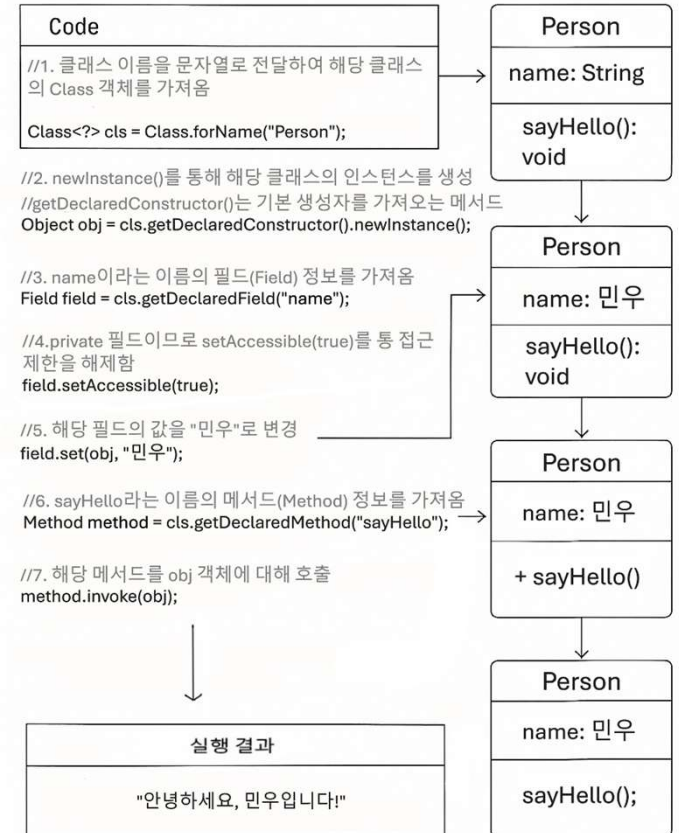 Code
//1. 클래스 이름을 문자열로 전달하여 해당 클래스
의 Class 객체를 가져옴
Class<?> cls = Class.forName("Person");
//2. newInstance()를 통해 해당 클래스의 인스턴스를 생성
//getDeclaredConstructor()는 기본 생성자를 가져오는 메서드
Object obj = cls.getDeclaredConstructor().newInstance();
//3. name이라는 이름의 필드(Field) 정보를 가져옴
Field field = cls.getDeclaredField("name");
//4.private 필드이므로 setAccessible(true)를 통 접근
제한을 해제함
field.setAccessible(true);
//5. 해당 필드의 값을 "민우"로 변경
field.set(obj, "민우");
//6. sayHello라는 이름의 메서드(Method) 정보를 가져옴
Method method = cls.getDeclaredMethod("sayHello");
//7. 해당 메서드를 obj 객체에 대해 호출
method.invoke(obj);
실행 결과
"안녕하세요, 민우입니다!"
Person
name: String
sayHello():
void
Person
name: 민우
sayHello():
void
Person
name: 민우
+ sayHello()
Person
name: 민우
sayHello();